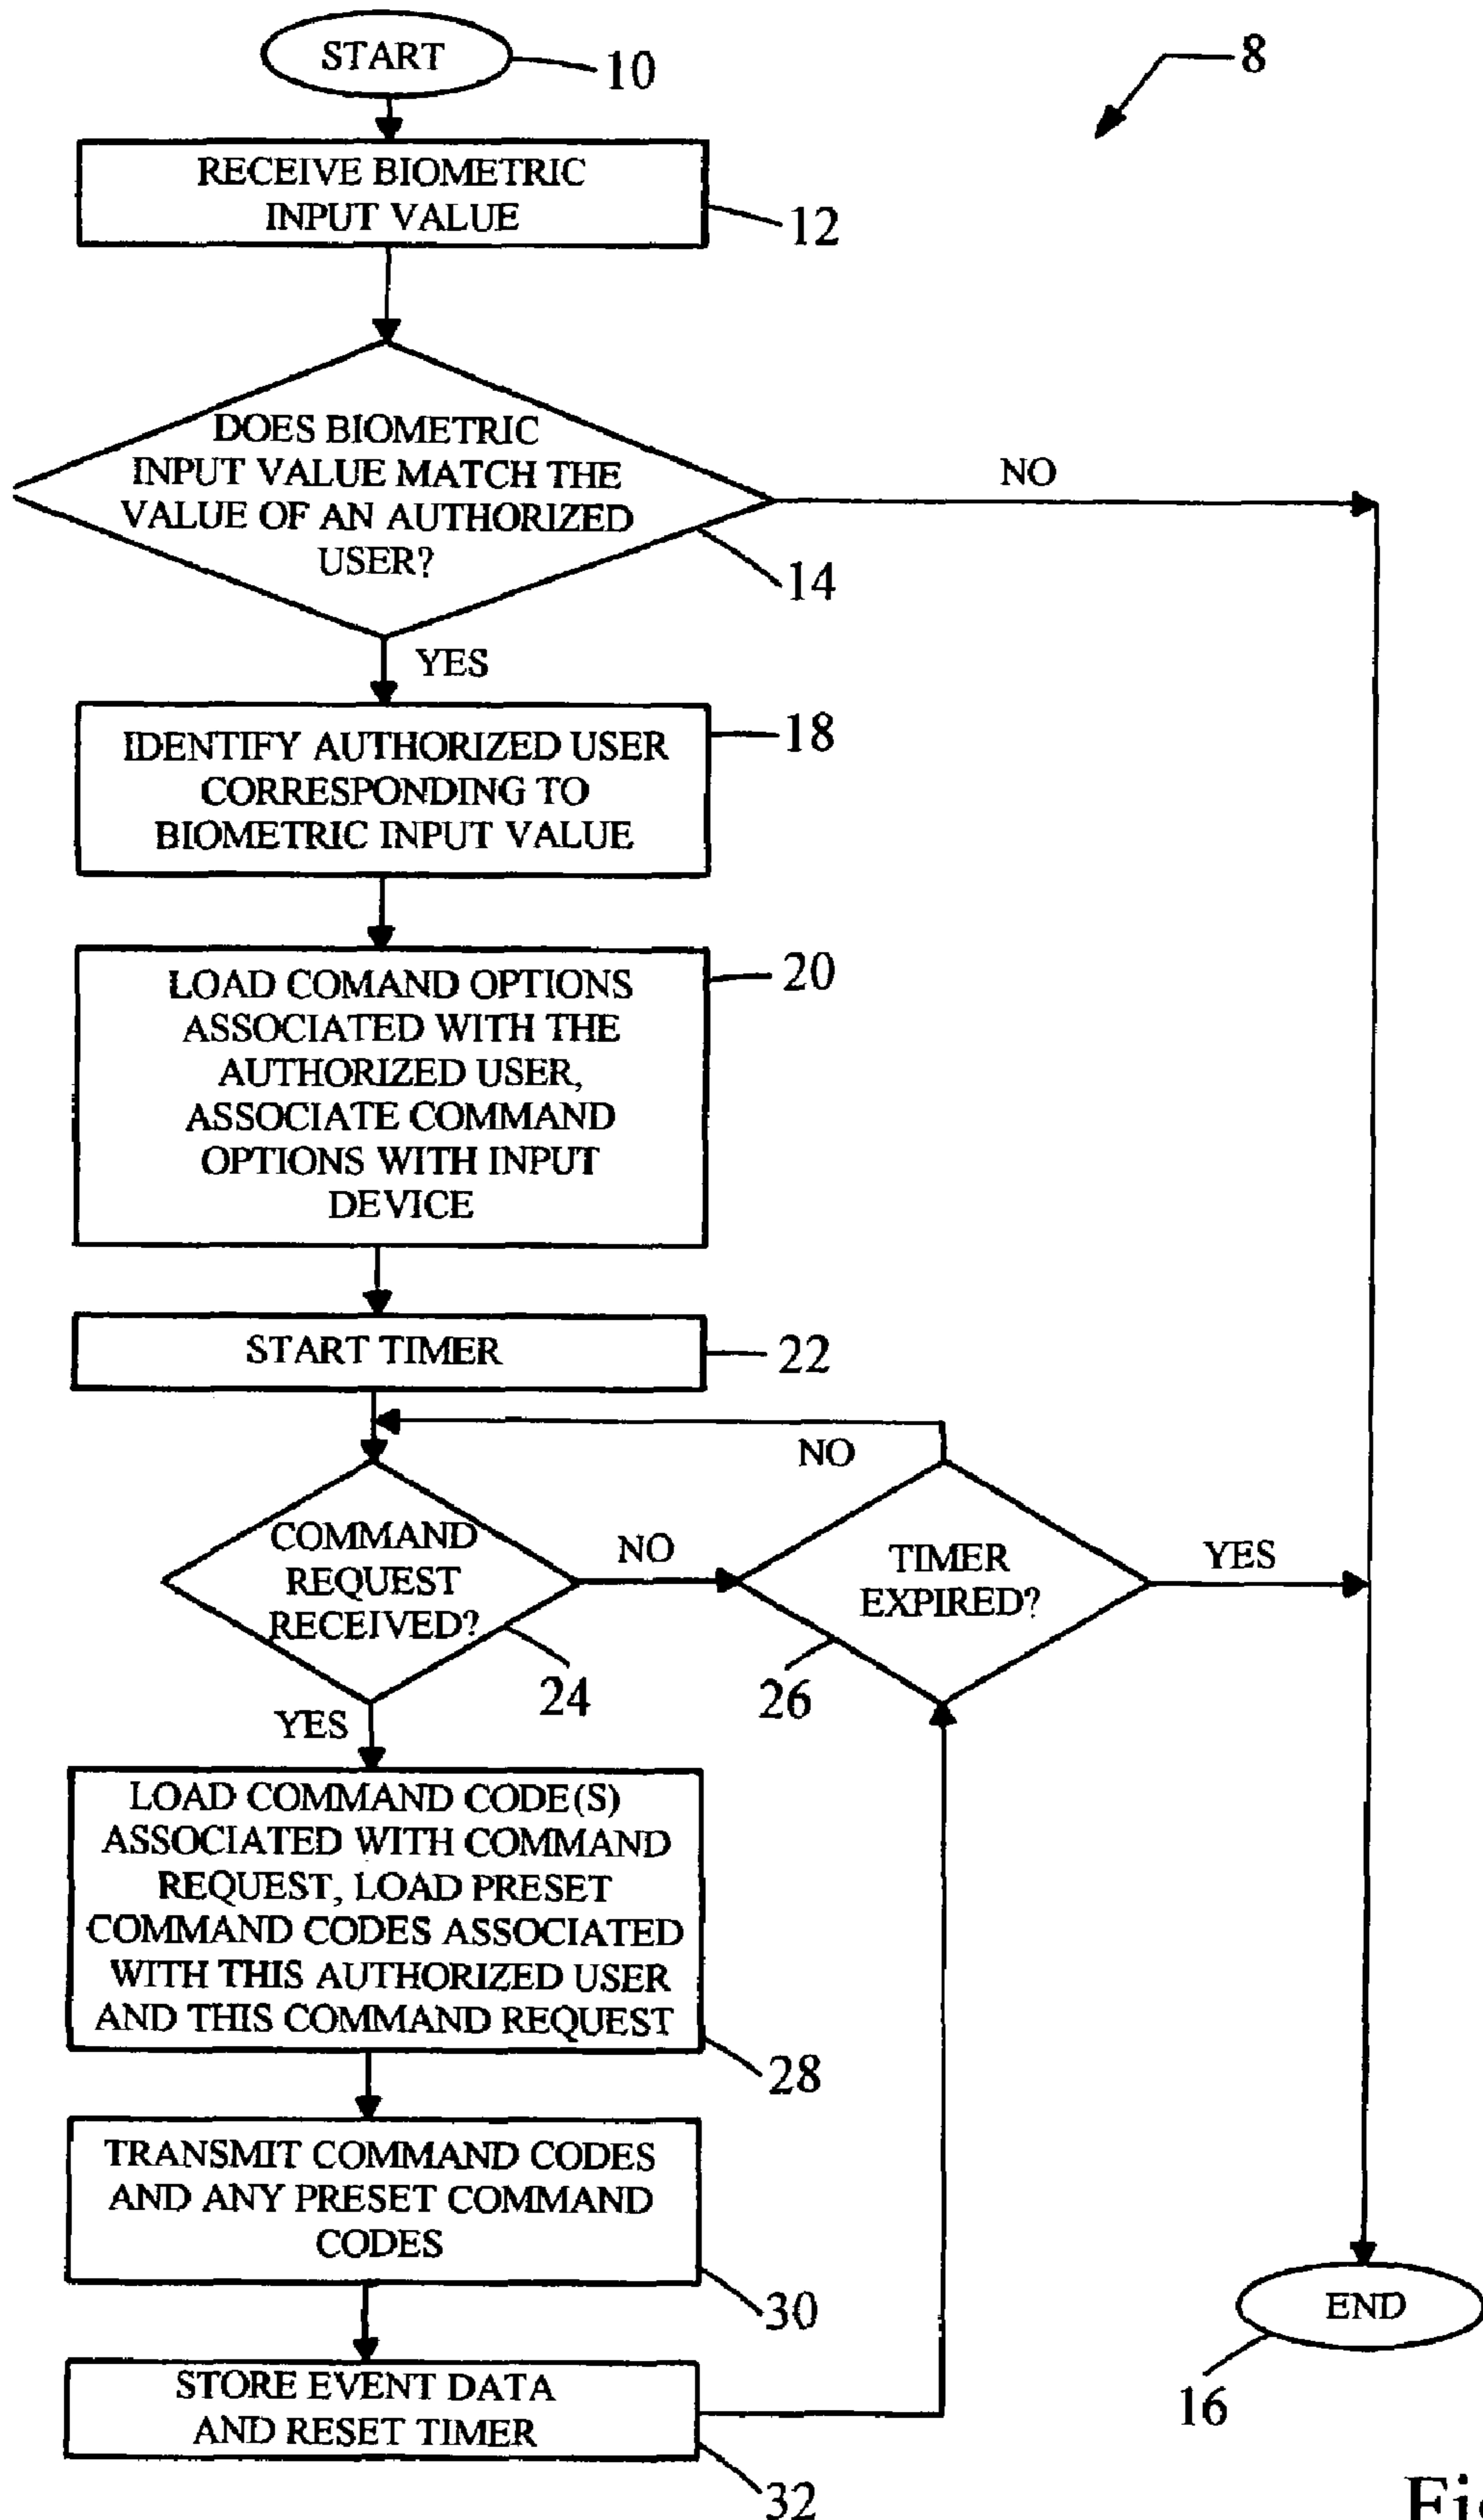 START
10
8
RECEIVE BIOMETRIC
INPUT VALUE
12
DOES BIOMETRIC
INPUT VALUE MATCH THE
VALUE OF AN AUTHORIZED
USER?
NO
14
YES
IDENTIFY AUTHORIZED USER
CORRESPONDING TO
BIOMETRIC INPUT VALUE
18
LOAD COMAND OPTIONS
ASSOCIATED WITH THE
AUTHORIZED USER,
ASSOCIATE COMMAND
OPTIONS WITH INPUT
DEVICE
20
START TIMER
22
NO
COMMAND
REQUEST
RECEIVED?
NO
TIMER
EXPIRED?
YES
24
26
YES
LOAD COMMAND CODE(S)
ASSOCIATED WITH COMMAND
REQUEST, LOAD PRESET
COMMAND CODES ASSOCIATED
WITH THIS AUTHORIZED USER
AND THIS COMMAND REQUEST
28
TRANSMIT COMMAND CODES
AND ANY PRESET COMMAND
CODES
30
END
16
STORE EVENT DATA
AND RESET TIMER
32